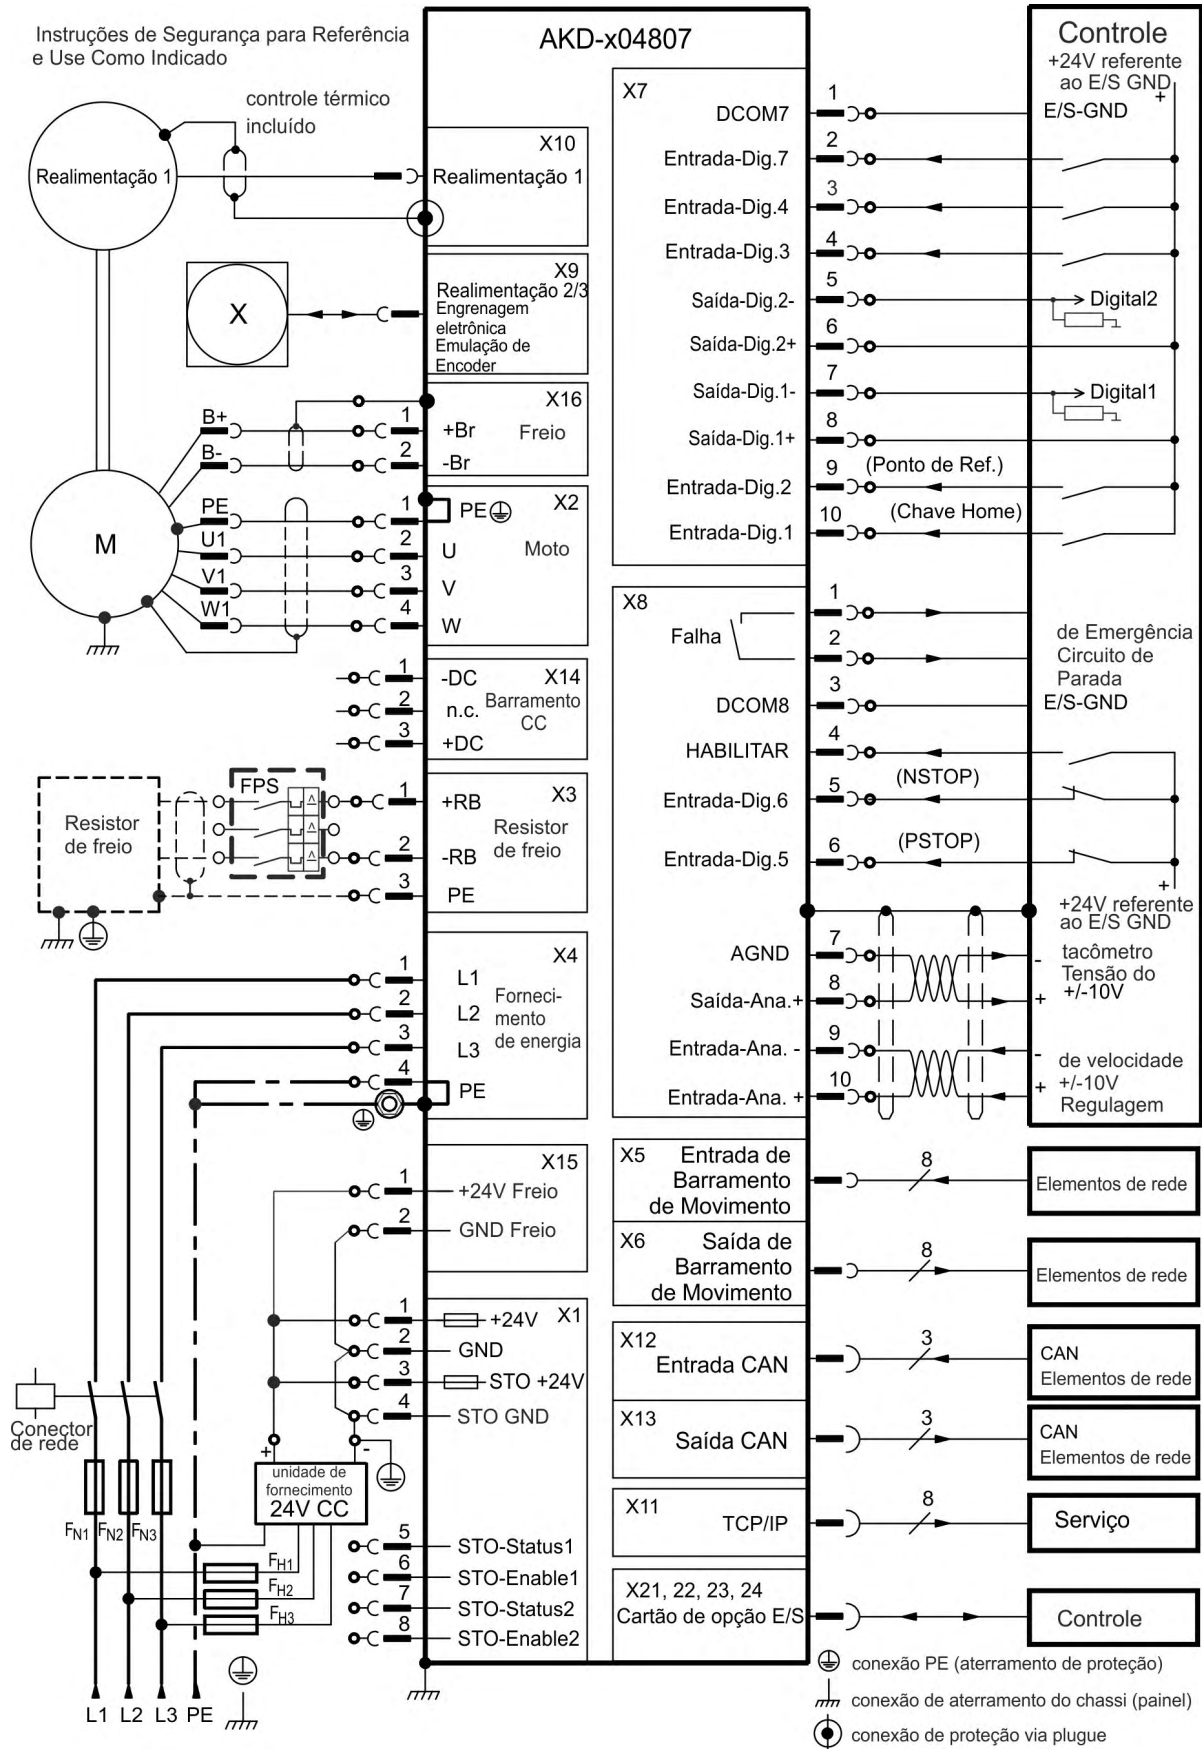 Instruções de Segurança para Referência
e Use Como Indicado
AKD-x04807
controle térmico
incluído
Realimentação 1
X10
Realimentação 1
X
X9
Realimentação 2/3
Engrenagem
eletrônica
Emulação de
Encoder
B+
B-
1
2
X16
+Br
Freio
-Br
M
PE
U1
V1
W1
1
2
3
4
X2
PE
U
Moto
V
W
1
2
3
X14
-DC
Barramento
CC
n.c.
+DC
Resistor
de freio
FPS
1
2
3
X3
+RB
Resistor
de freio
-RB
PE
1
2
3
4
X4
L1
Forneci-
mento
de energia
L2
L3
PE
X15
1
+24V Freio
2
GND Freio
X1
1
+24V
2
GND
3
STO +24V
4
STO GND
Conector
de rede
+
-
unidade de
fornecimento
24V CC
FN1
FN2
FN3
FH1
FH2
FH3
5
STO-Status1
6
STO-Enable1
7
STO-Status2
8
STO-Enable2
L1
L2
L3
PE
X7
DCOM7
1
Entrada-Dig.7
2
Entrada-Dig.4
3
Entrada-Dig.3
4
Saída-Dig.2-
5
Saída-Dig.2+
6
Saída-Dig.1-
7
Saída-Dig.1+
8
Entrada-Dig.2
9
(Ponto de Ref.)
Entrada-Dig.1
10
(Chave Home)
Controle
+24V referente
ao E/S GND
+
E/S-GND
Digital2
Digital1
X8
Falha
1
2
DCOM8
3
HABILITAR
4
Entrada-Dig.6
5
(NSTOP)
Entrada-Dig.5
6
(PSTOP)
de Emergência
Circuito de
Parada
E/S-GND
+
+24V referente
ao E/S GND
AGND
7
Saída-Ana.+
8
Entrada-Ana. -
9
Entrada-Ana. +
10
-
tacômetro
Tensão do
+/-10V
+
-
de velocidade
+
+/-10V
Regulagem
X5
Entrada de
Barramento
de Movimento
8
Elementos de rede
X6
Saída de
Barramento
de Movimento
8
Elementos de rede
X12
Entrada CAN
3
CAN
Elementos de rede
X13
Saída CAN
3
CAN
Elementos de rede
X11
TCP/IP
8
Serviço
X21, 22, 23, 24
Cartão de opção E/S
Controle
conexão PE (aterramento de proteção)
conexão de aterramento do chassi (painel)
conexão de proteção via plugue